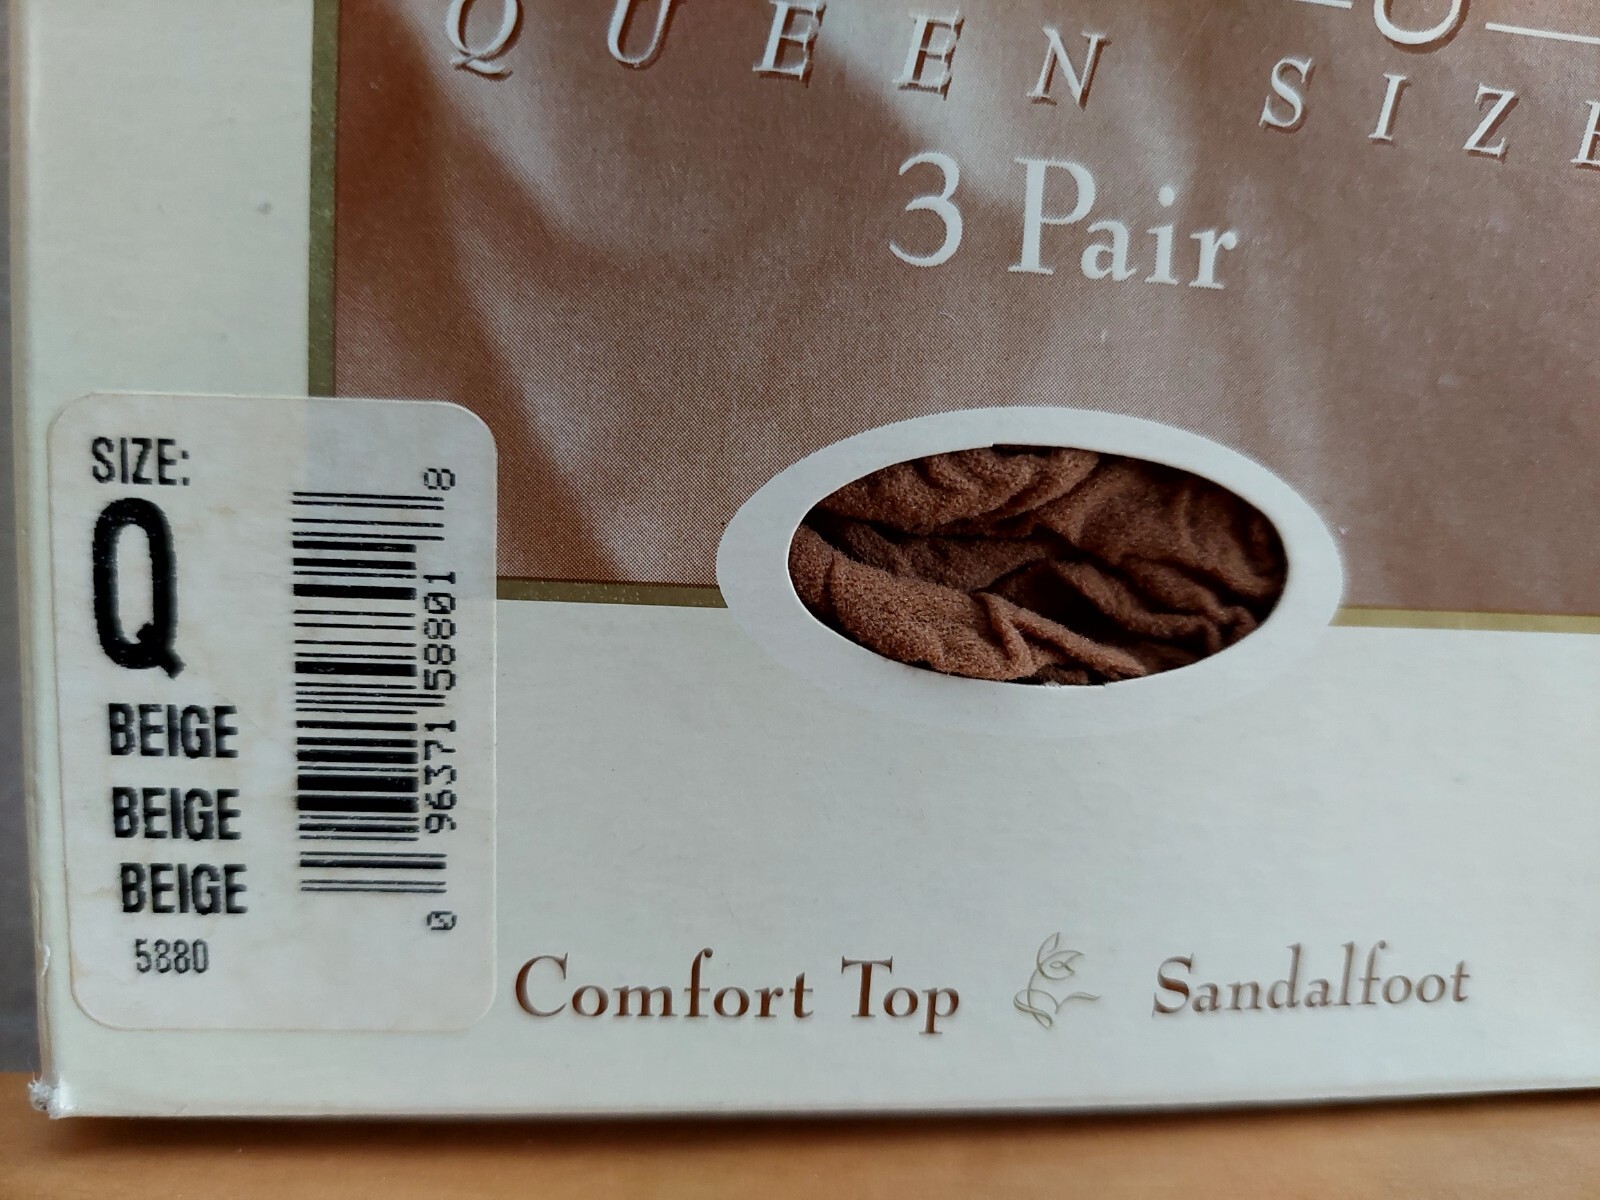 QUEEN SIZE
3 Pair
SIZE:
Q
BEIGE
BEIGE
BEIGE
5880
0 96371 58801 8
Comfort Top Sandalfoot